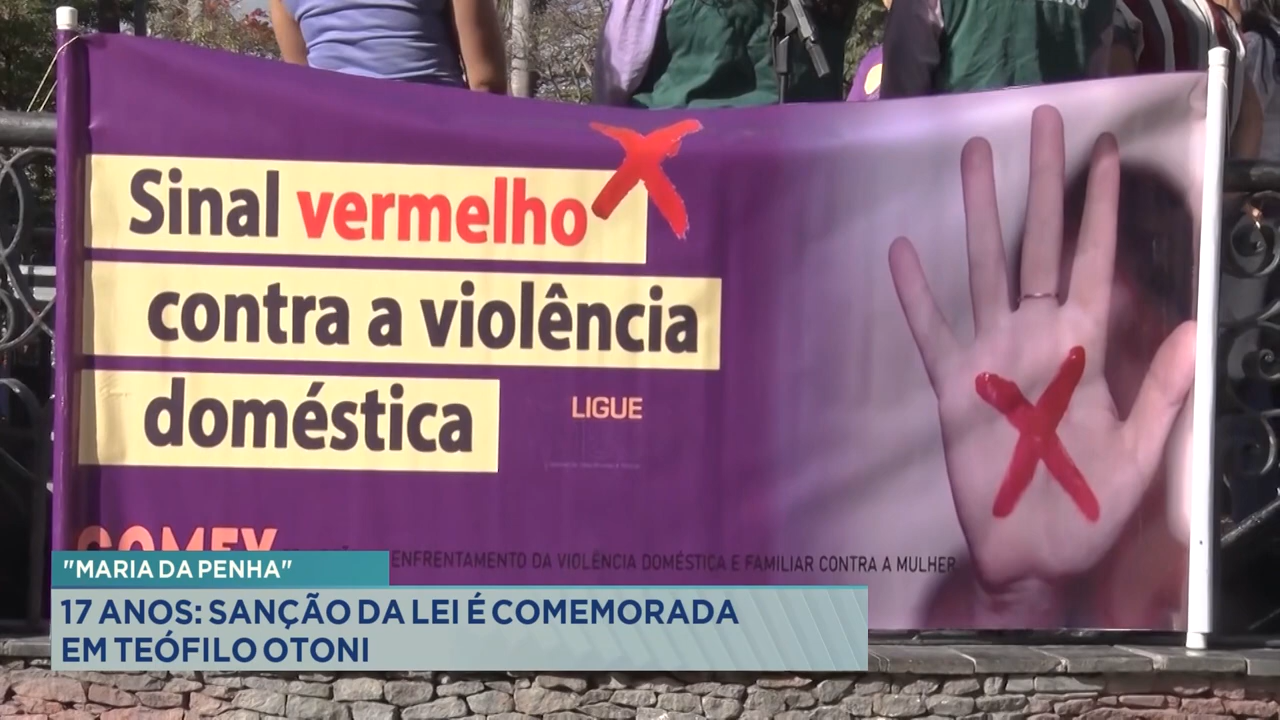 Sinal vermelho
contra a violência
doméstica
LIGUE
ENFRENTAMENTO DA VIOLÊNCIA DOMÉSTICA E FAMILIAR CONTRA A MULHER
"MARIA DA PENHA"
17 ANOS: SANÇÃO DA LEI É COMEMORADA
EM TEÓFILO OTONI